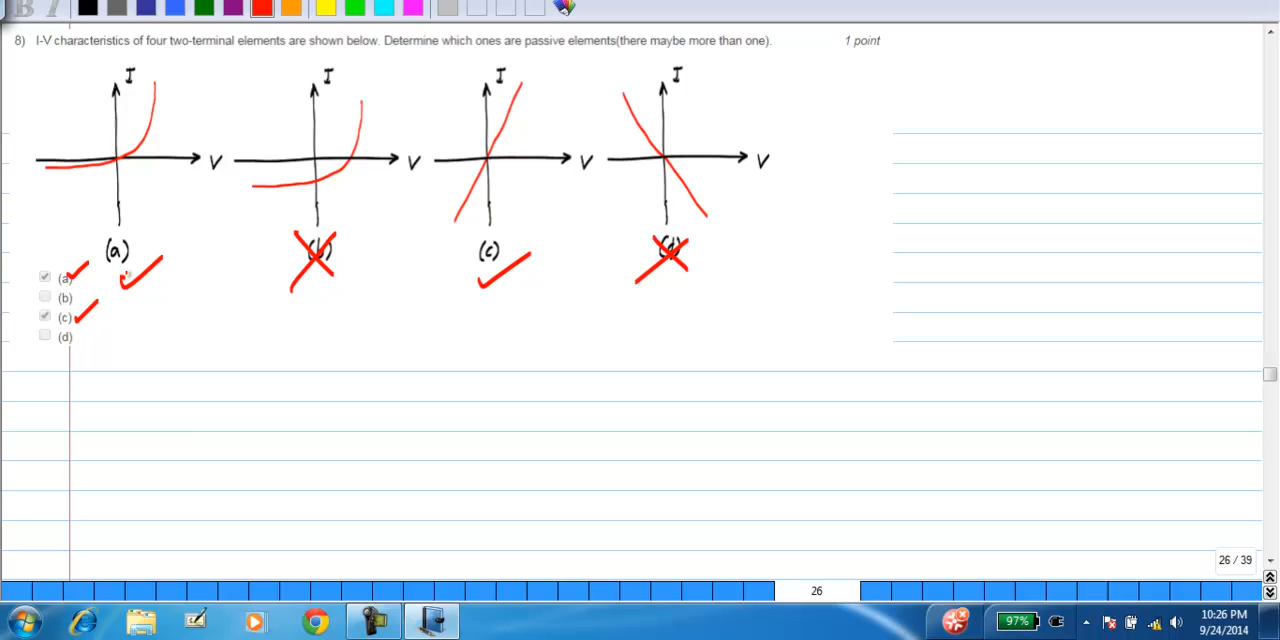 B I
8) I-V characteristics of four two-terminal elements are shown below. Determine which ones are passive elements(there maybe more than one). 1 point
I I I I
V V V V
(a) (b) (c) (d)
(a)
(b)
(c)
(d)
26 / 39
26
97%
10:26 PM
9/24/2014